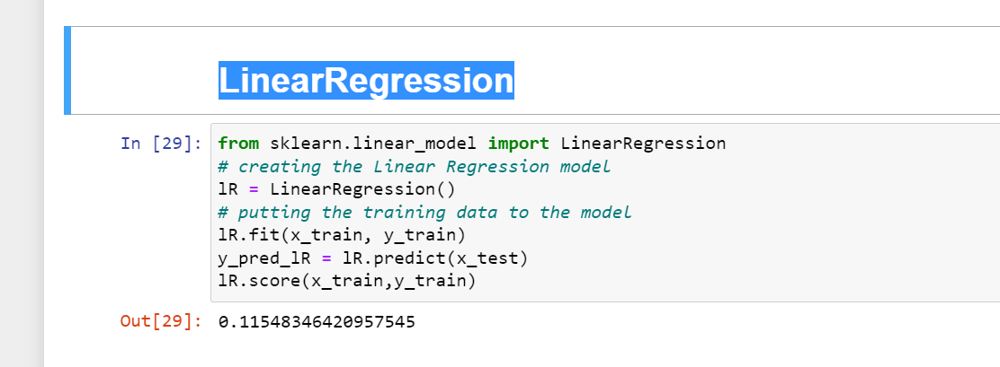 LinearRegression
In [29]: from sklearn.linear_model import LinearRegression
# creating the Linear Regression model
lR = LinearRegression()
# putting the training data to the model
lR.fit(x_train, y_train)
y_pred_lR = lR.predict(x_test)
lR.score(x_train,y_train)
Out[29]: 0.11548346420957545